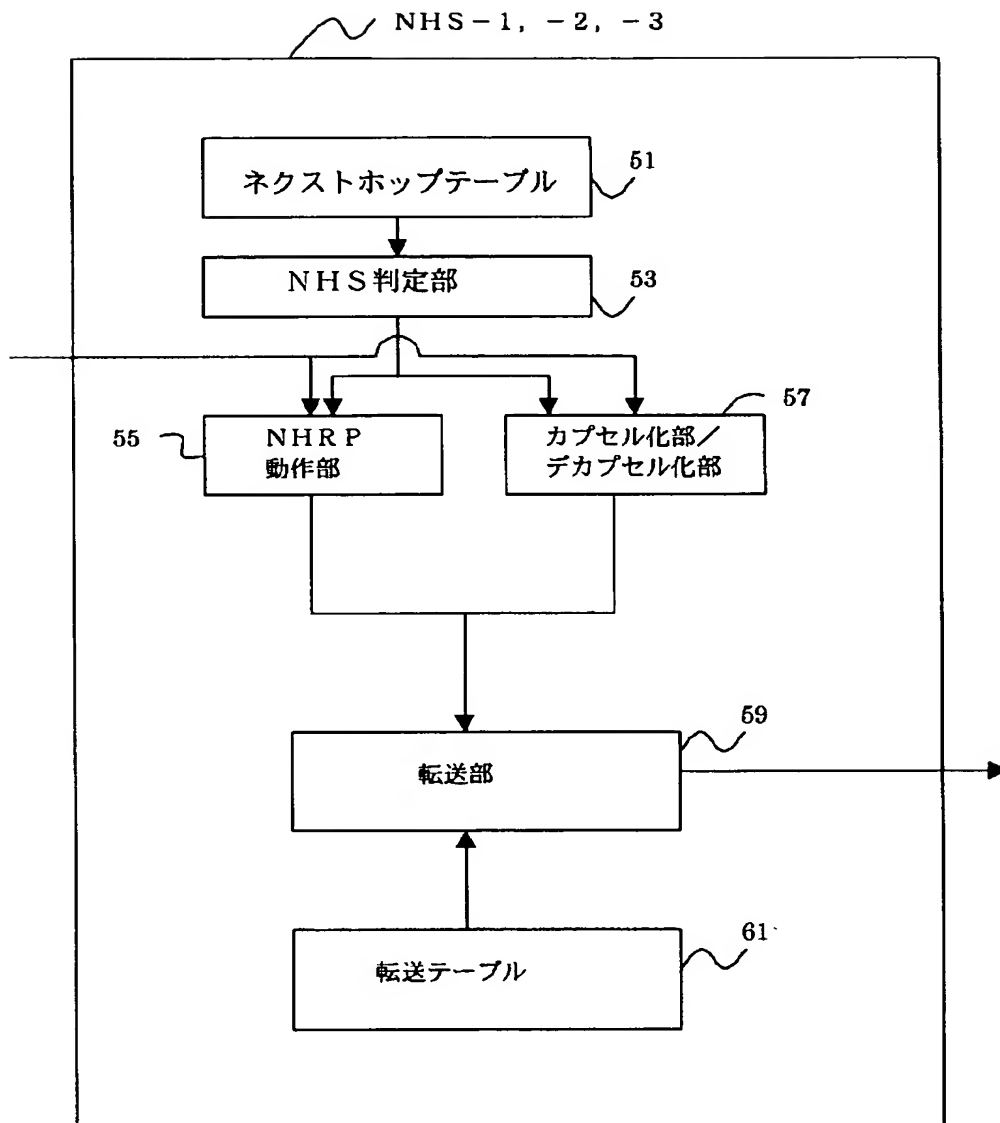 NHS-1, -2, -3
51
ネクストホップテーブル
NHS判定部
53
57
55
NHRP
動作部
カプセル化部/
デカプセル化部
59
転送部
61
転送テーブル